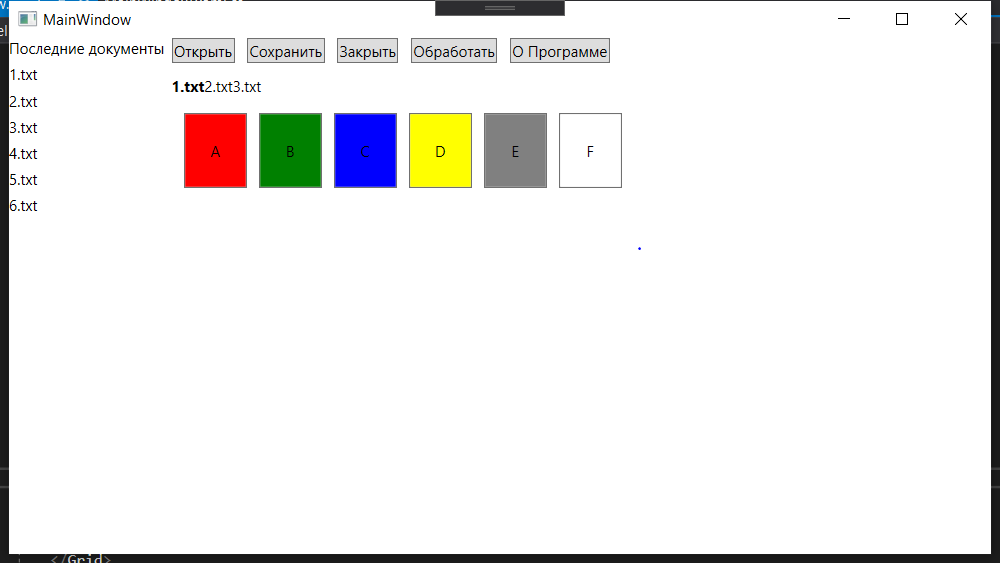 MainWindow
Последние документы
Открыть Сохранить Закрыть Обработать О Программе
1.txt
2.txt
3.txt
4.txt
5.txt
6.txt
1.txt2.txt3.txt
A B C D E F
</Grid>